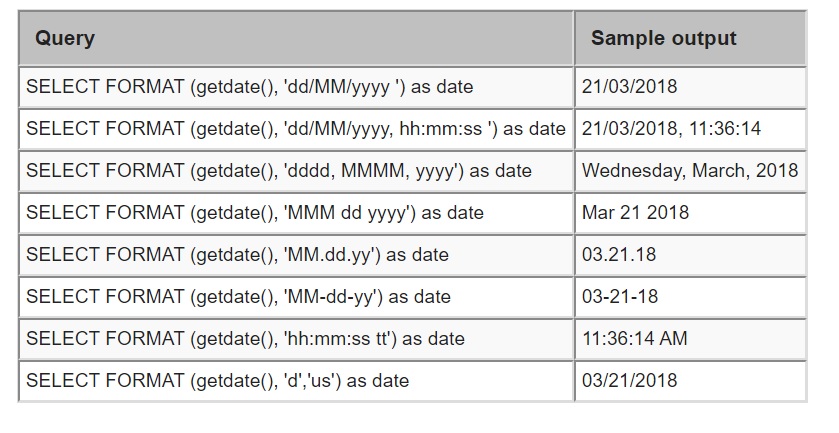 Query Sample output
SELECT FORMAT (getdate(), 'dd/MM/yyyy ') as date 21/03/2018
SELECT FORMAT (getdate(), 'dd/MM/yyyy, hh:mm:ss ') as date 21/03/2018, 11:36:14
SELECT FORMAT (getdate(), 'dddd, MMMM, yyyy') as date Wednesday, March, 2018
SELECT FORMAT (getdate(), 'MMM dd yyyy') as date Mar 21 2018
SELECT FORMAT (getdate(), 'MM.dd.yy') as date 03.21.18
SELECT FORMAT (getdate(), 'MM-dd-yy') as date 03-21-18
SELECT FORMAT (getdate(), 'hh:mm:ss tt') as date 11:36:14 AM
SELECT FORMAT (getdate(), 'd','us') as date 03/21/2018